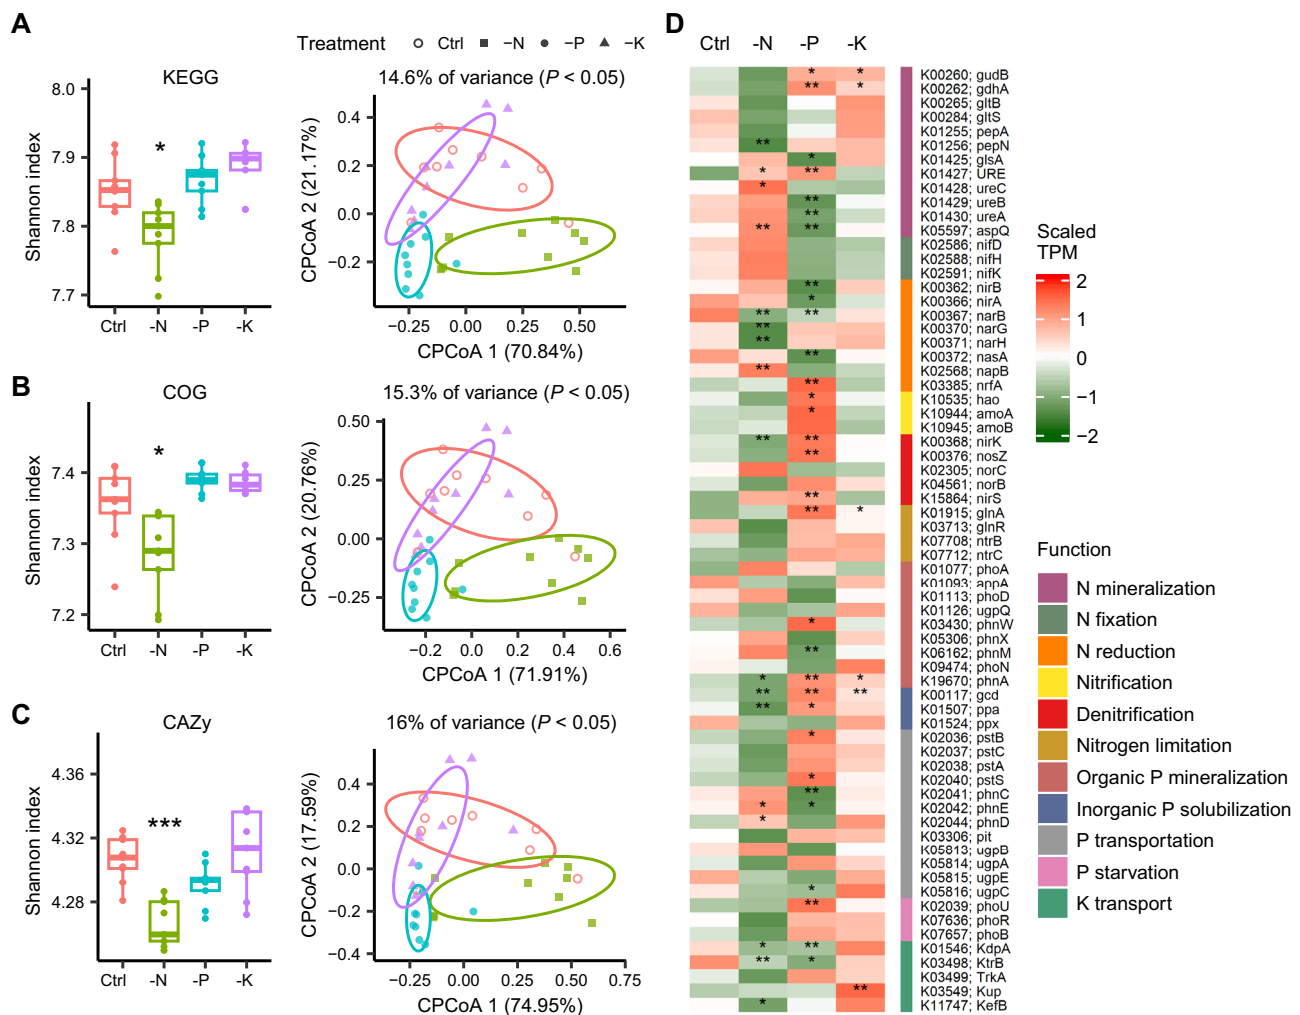 A
Treatment Ctrl −N −P −K
KEGG
14.6% of variance (P < 0.05)
Shannon index
8.0
7.9
7.8
7.7
*
Ctrl -N -P -K
CPCoA 2 (21.17%)
0.4
0.2
0.0
−0.2
−0.25 0.00 0.25 0.50
CPCoA 1 (70.84%)
B
COG
15.3% of variance (P < 0.05)
Shannon index
7.4
7.3
7.2
*
Ctrl -N -P -K
CPCoA 2 (20.76%)
0.50
0.25
0.00
−0.25
−0.2 0.0 0.2 0.4 0.6
CPCoA 1 (71.91%)
C
CAZy
16% of variance (P < 0.05)
Shannon index
4.36
4.32
4.28
***
Ctrl -N -P -K
CPCoA 2 (17.59%)
0.4
0.2
0.0
−0.2
−0.4
−0.25 0.00 0.25 0.50 0.75
CPCoA 1 (74.95%)
D
Ctrl -N -P -K
* * K00260; gudB
** * K00262; gdhA
K00265; gltB
K00284; gltS
K01255; pepA
** K01256; pepN
* K01425; glsA
* ** K01427; URE
* K01428; ureC
** K01429; ureB
** K01430; ureA
** ** K05597; aspQ
K02586; nifD
K02588; nifH
K02591; nifK
** K00362; nirB
* K00366; nirA
** ** K00367; narB
** K00370; narG
** K00371; narH
** K00372; nasA
** K02568; napB
** K03385; nrfA
* K10535; hao
* K10944; amoA
K10945; amoB
** ** K00368; nirK
** K00376; nosZ
K02305; norC
K04561; norB
** K15864; nirS
** * K01915; glnA
K03713; glnR
K07708; ntrB
K07712; ntrC
K01077; phoA
K01093; appA
K01113; phoD
K01126; ugpQ
* K03430; phnW
K05306; phnX
** K06162; phnM
K09474; phoN
* ** * K19670; phnA
** ** ** K00117; gcd
** * K01507; ppa
K01524; ppx
* K02036; pstB
K02037; pstC
K02038; pstA
* K02040; pstS
** K02041; phnC
* * K02042; phnE
* K02044; phnD
K03306; pit
K05813; ugpB
K05814; ugpA
K05815; ugpE
* K05816; ugpC
** K02039; phoU
K07636; phoR
K07657; phoB
* ** K01546; KdpA
** * K03498; KtrB
K03499; TrkA
** K03549; Kup
* K11747; KefB
Scaled
TPM
2
1
0
−1
−2
Function
N mineralization
N fixation
N reduction
Nitrification
Denitrification
Nitrogen limitation
Organic P mineralization
Inorganic P solubilization
P transportation
P starvation
K transport